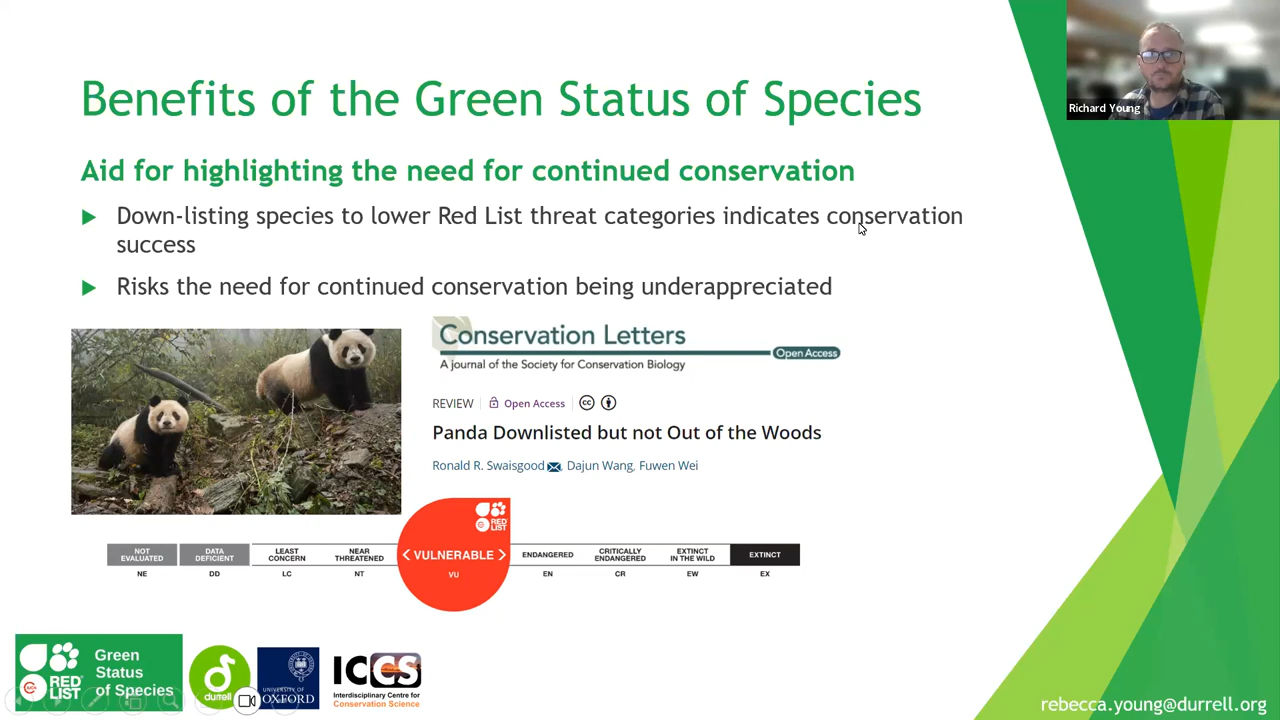 Benefits of the Green Status of Species
Richard Young
Aid for highlighting the need for continued conservation
Down-listing species to lower Red List threat categories indicates conservation
success
Risks the need for continued conservation being underappreciated
Conservation Letters
Open Access
A journal of the Society for Conservation Biology
REVIEW Open Access
Panda Downlisted but not Out of the Woods
Ronald R. Swaisgood, Dajun Wang, Fuwen Wei
RED
LIST
NOT
EVALUATED
NE
DATA
DEFICIENT
DD
LEAST
CONCERN
LC
NEAR
THREATENED
NT
< VULNERABLE >
VU
ENDANGERED
EN
CRITICALLY
ENDANGERED
CR
EXTINCT
IN THE WILD
EW
EXTINCT
EX
RED
LIST
Green
Status
of Species
durrell
UNIVERSITY OF
OXFORD
ICCS
Interdisciplinary Centre for
Conservation Science
rebecca.young@durrell.org